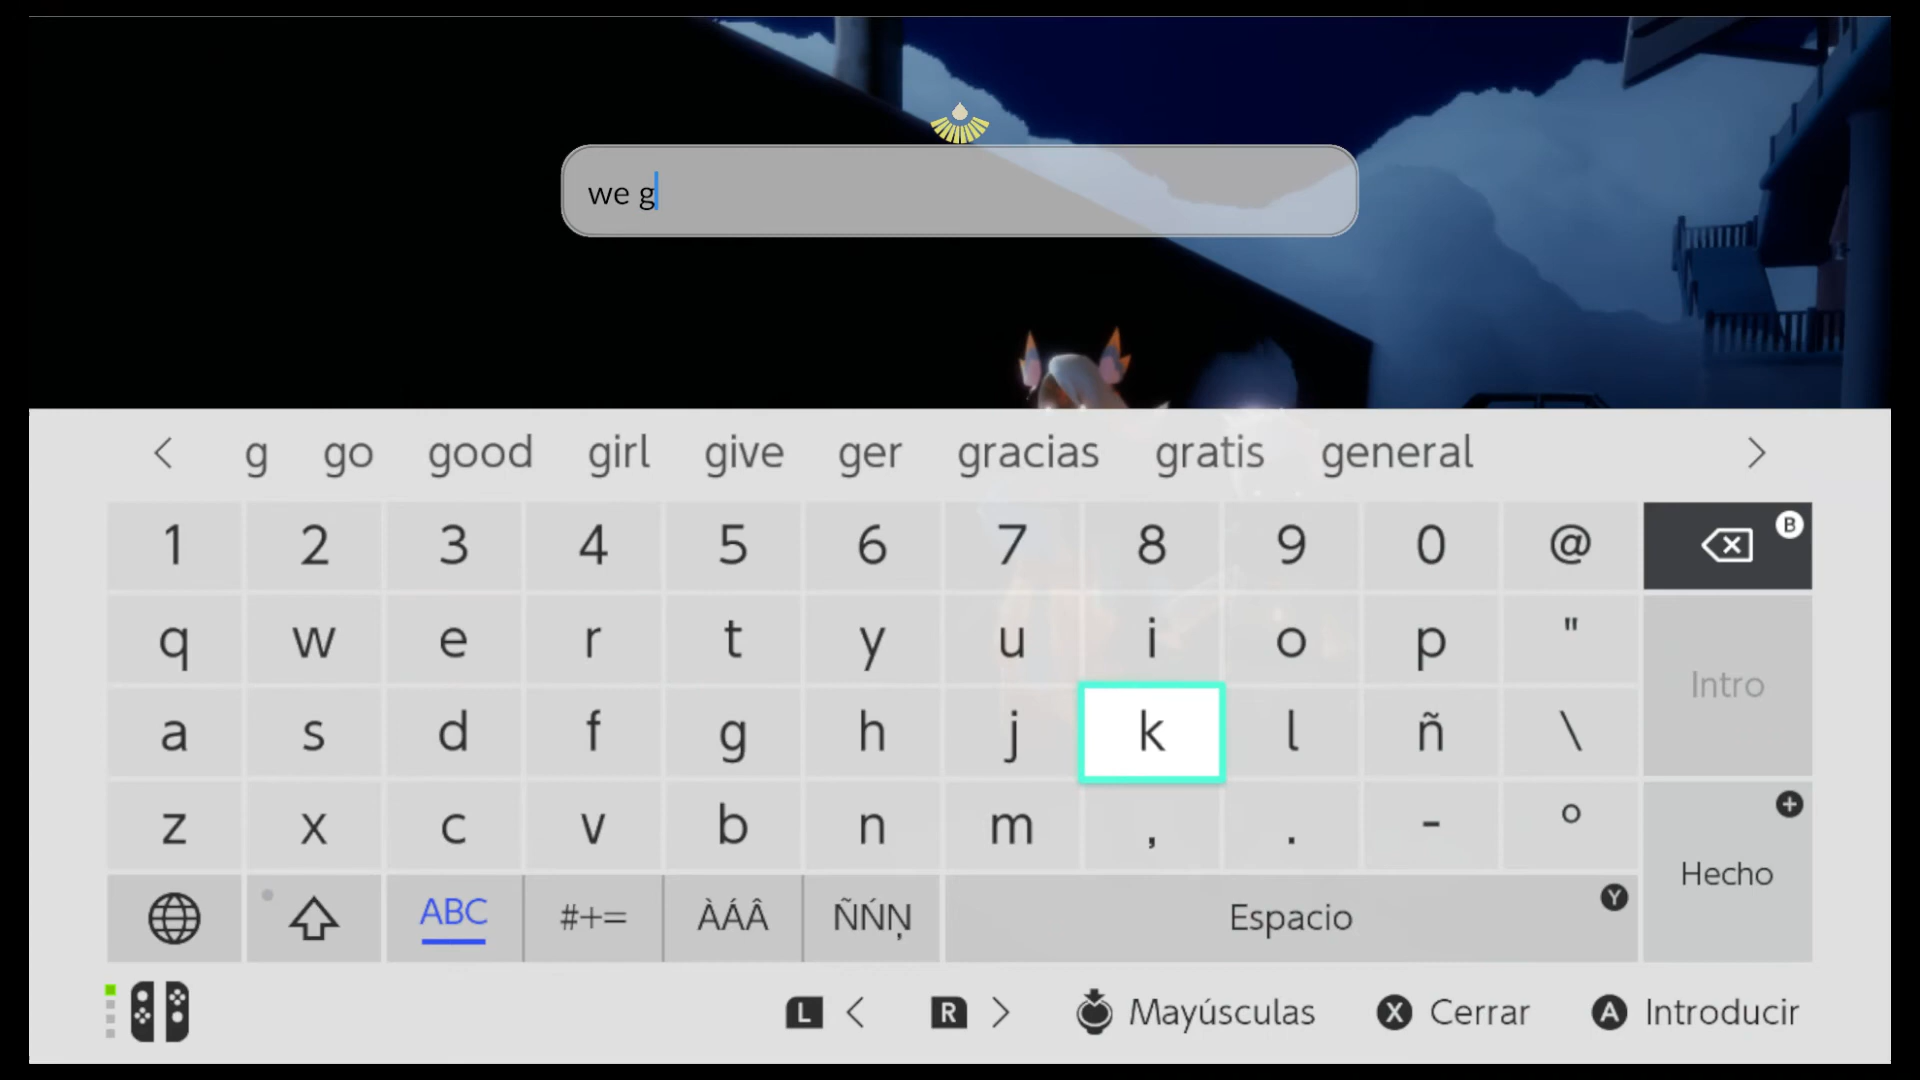 we g
< g go good girl give ger gracias gratis general >
1 2 3 4 5 6 7 8 9 0 @ B
q w e r t y u i o p "
Intro
a s d f g h j k l ñ \
z x c v b n m , . - º +
Hecho
ABC #+= ÀÁÂ ÑŃŅ Espacio Y
L < R > Mayúsculas X Cerrar A Introducir